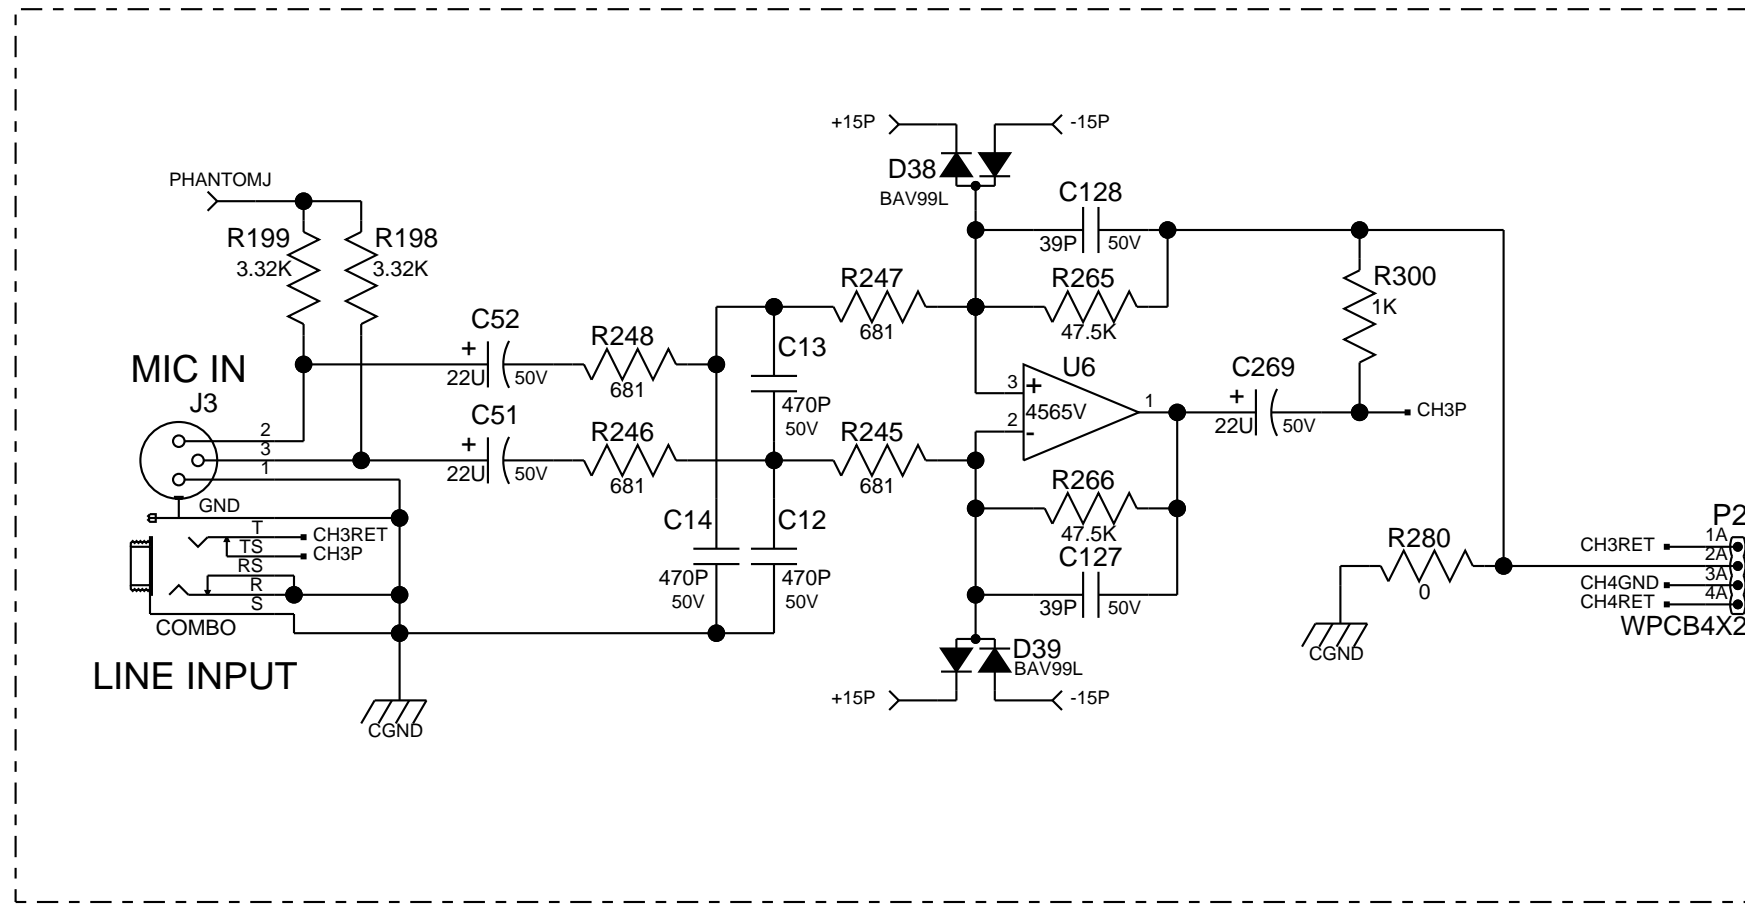 +15P
-15P
D38
BAV99L
PHANTOMJ
C128
39P
50V
R199
3.32K
R198
3.32K
R247
681
R265
47.5K
R300
1K
C52
+
22U
50V
R248
681
C13
470P
50V
MIC IN
J3
2
3
1
GND
C51
+
22U
50V
R246
681
R245
681
U6
3
+
4565V
2
-
1
C269
+
22U
50V
CH3P
R266
47.5K
C127
39P
50V
C14
470P
50V
C12
470P
50V
T
CH3RET
TS
CH3P
RS
R
S
COMBO
LINE INPUT
CGND
D39
BAV99L
+15P
-15P
R280
0
CGND
P2
CH3RET
1A
2A
CH4GND
3A
CH4RET
4A
WPCB4X2